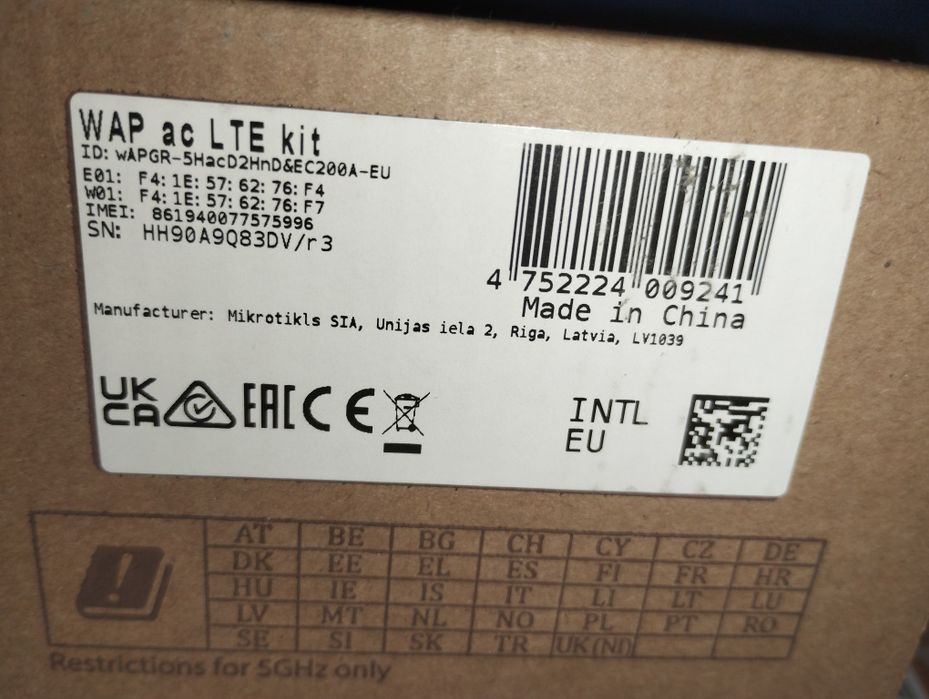 WAP ac LTE kit
ID: wAPGR-5HacD2HnD&EC200A-EU
E01: F4: 1E: 57: 62: 76: F4
W01: F4: 1E: 57: 62: 76: F7
IMEI: 861940077575996
SN: HH90A9Q83DV/r3
4 752224 009241
Made in China
Manufacturer: Mikrotikls SIA, Unijas iela 2, Riga, Latvia, LV1039
UK
CA
EAC CE
INTL
EU
AT BE BG CH CY CZ DE
DK EE EL ES FI FR HR
HU IE IS IT LI LT LU
LV MT NL NO PL PT RO
SE SI SK TR UK(NI)
Restrictions for 5GHz only